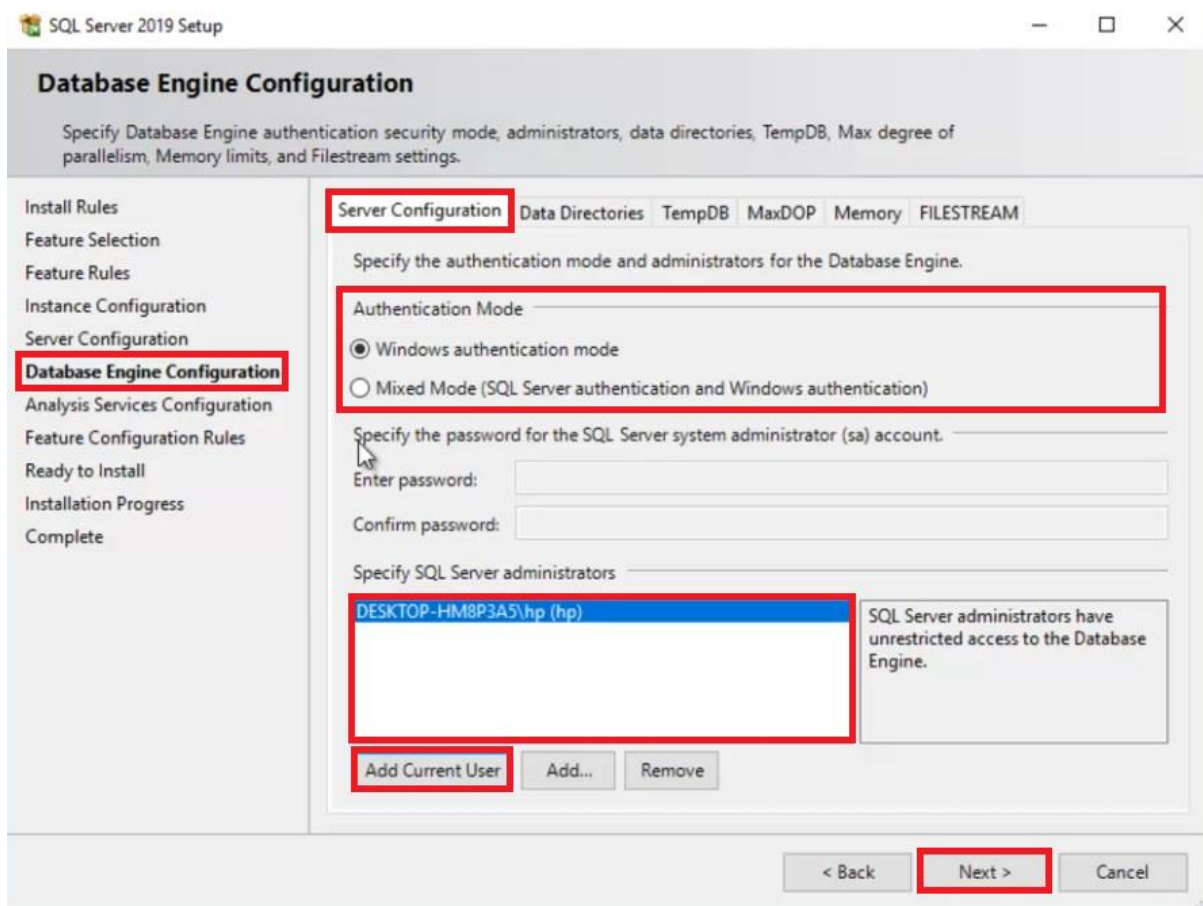 SQL Server 2019 Setup
Database Engine Configuration
Specify Database Engine authentication security mode, administrators, data directories, TempDB, Max degree of
parallelism, Memory limits, and Filestream settings.
Install Rules
Feature Selection
Feature Rules
Instance Configuration
Server Configuration
Database Engine Configuration
Analysis Services Configuration
Feature Configuration Rules
Ready to Install
Installation Progress
Complete
Server Configuration Data Directories TempDB MaxDOP Memory FILESTREAM
Specify the authentication mode and administrators for the Database Engine.
Authentication Mode
Windows authentication mode
Mixed Mode (SQL Server authentication and Windows authentication)
Specify the password for the SQL Server system administrator (sa) account.
Enter password:
Confirm password:
Specify SQL Server administrators
DESKTOP-HM8P3A5\hp (hp)
SQL Server administrators have
unrestricted access to the Database
Engine.
Add Current User Add... Remove
< Back Next > Cancel